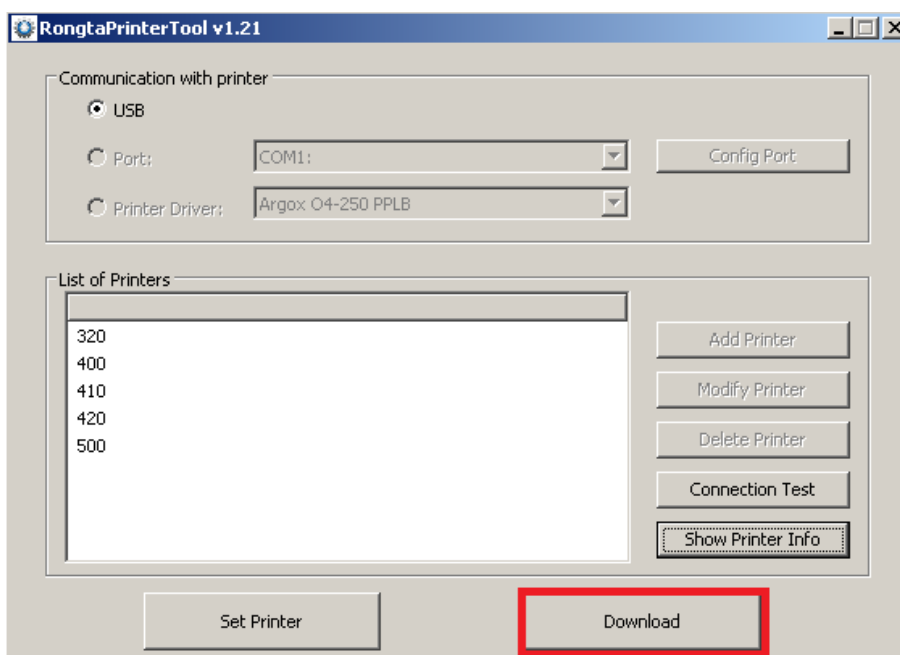 RongtaPrinterTool v1.21
Communication with printer
USB
Port: COM1: Config Port
Printer Driver: Argox O4-250 PPLB
List of Printers
320
400
410
420
500
Add Printer
Modify Printer
Delete Printer
Connection Test
Show Printer Info
Set Printer Download